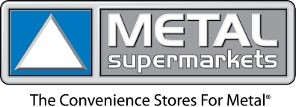 METAL
supermarkets
The Convenience Stores For Metal®